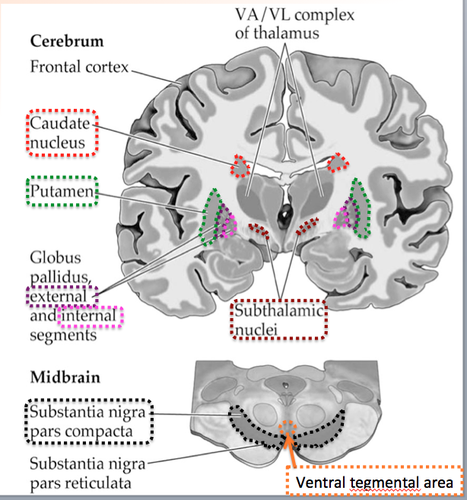 VA/VL complex
of thalamus
Cerebrum
Frontal cortex
Caudate
nucleus
Putamen
Globus
pallidus,
external
and internal
segments
Subthalamic
nuclei
Midbrain
Substantia nigra
pars compacta
Substantia nigra
pars reticulata
Ventral tegmental area